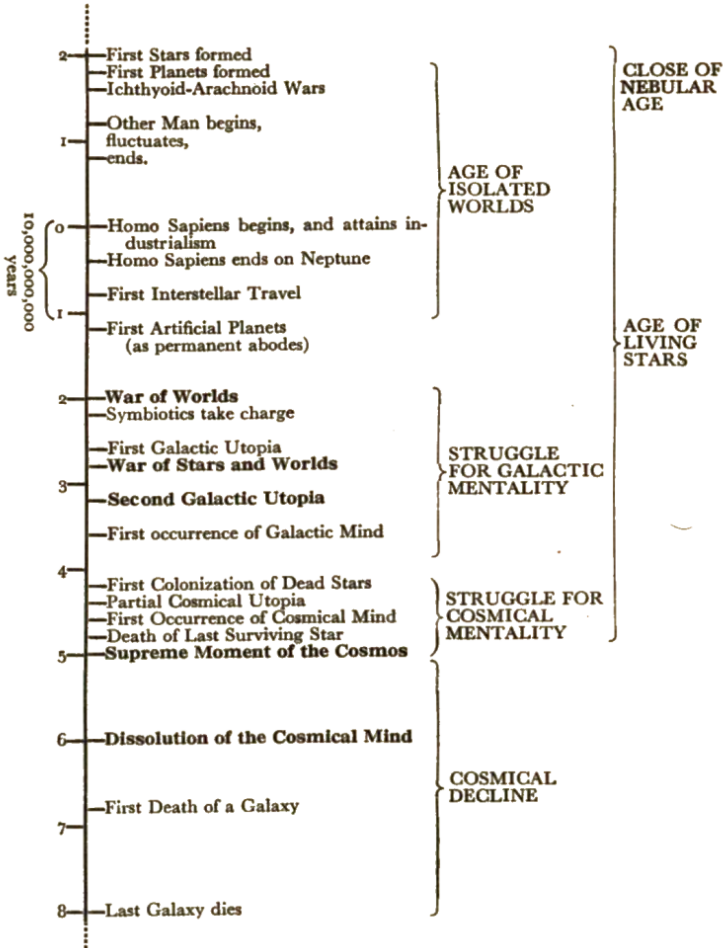 2 First Stars formed
First Planets formed
Ichthyoid-Arachnoid Wars
CLOSE OF
NEBULAR
AGE
Other Man begins,
1 fluctuates,
ends.
AGE OF
ISOLATED
WORLDS
10,000,000,000
years
0 Homo Sapiens begins, and attains in-
dustrialism
Homo Sapiens ends on Neptune
First Interstellar Travel
1
First Artificial Planets
(as permanent abodes)
AGE OF
LIVING
STARS
2 War of Worlds
Symbiotics take charge
First Galactic Utopia
War of Stars and Worlds
3
Second Galactic Utopia
First occurrence of Galactic Mind
STRUGGLE
FOR GALACTIC
MENTALITY
4
First Colonization of Dead Stars
Partial Cosmical Utopia
First Occurrence of Cosmical Mind
Death of Last Surviving Star
5 Supreme Moment of the Cosmos
STRUGGLE FOR
COSMICAL
MENTALITY
6 Dissolution of the Cosmical Mind
COSMICAL
DECLINE
First Death of a Galaxy
7
8 Last Galaxy dies